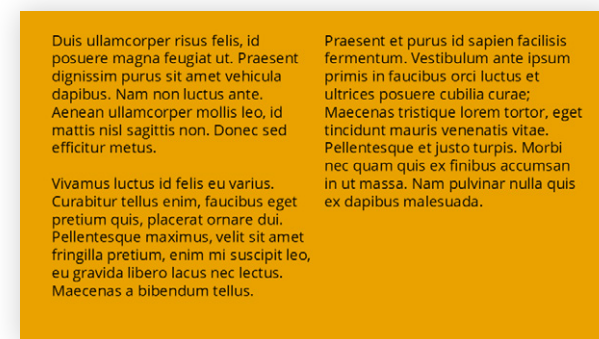 Duis ullamcorper risus felis, id
posuere magna feugiat ut. Praesent
dignissim purus sit amet vehicula
dapibus. Nam non luctus ante.
Aenean ullamcorper mollis leo, id
mattis nisl sagittis non. Donec sed
efficitur metus.
Vivamus luctus id felis eu varius.
Curabitur tellus enim, faucibus eget
pretium quis, placerat ornare dui.
Pellentesque maximus, velit sit amet
fringilla pretium, enim mi suscipit leo,
eu gravida libero lacus nec lectus.
Maecenas a bibendum tellus.
Praesent et purus id sapien facilisis
fermentum. Vestibulum ante ipsum
primis in faucibus orci luctus et
ultrices posuere cubilia curae;
Maecenas tristique lorem tortor, eget
tincidunt mauris venenatis vitae.
Pellentesque et justo turpis. Morbi
nec quam quis ex finibus accumsan
in ut massa. Nam pulvinar nulla quis
ex dapibus malesuada.